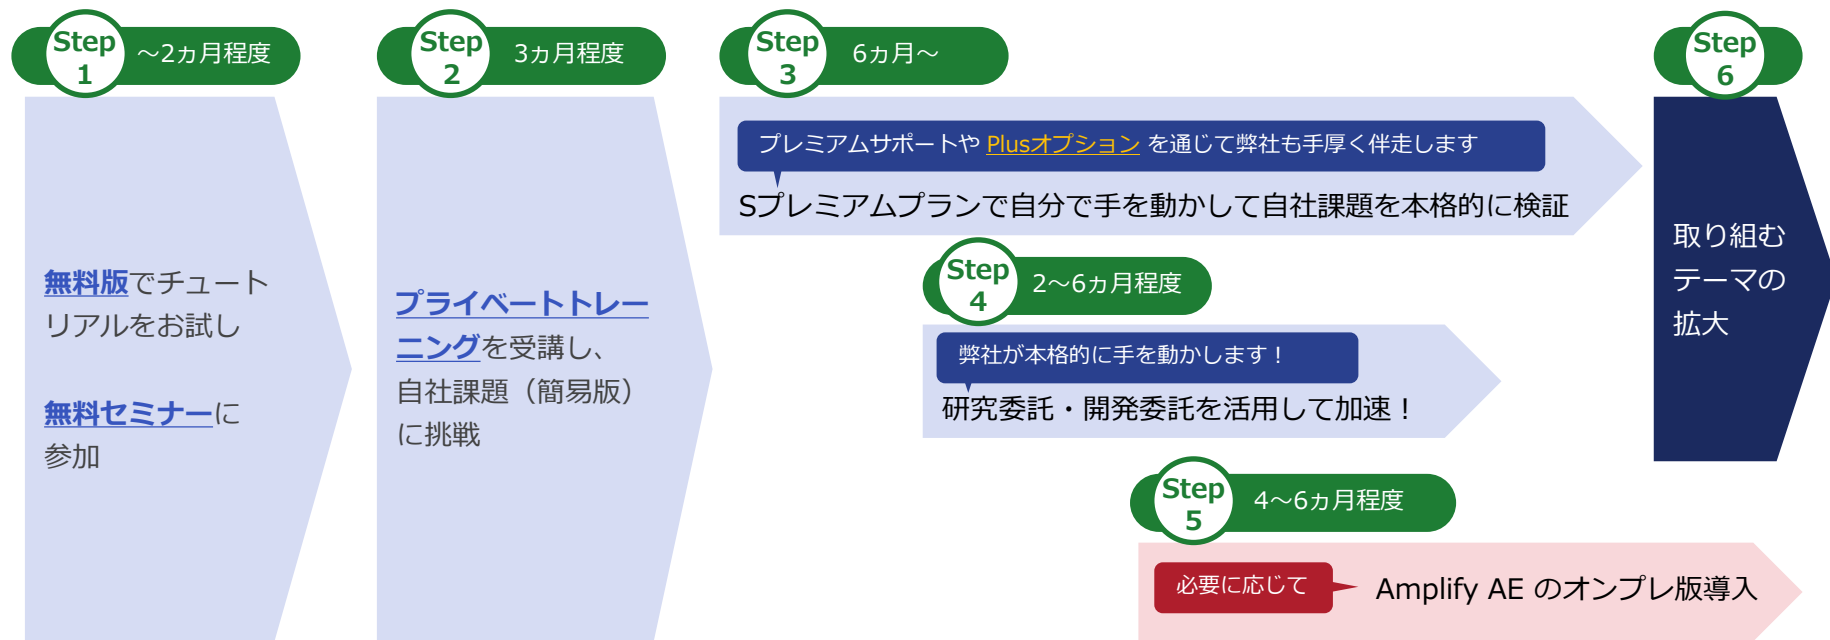 Step 1
～2ヵ月程度
無料版でチュート
リアルをお試し
無料セミナーに
参加
Step 2
3ヵ月程度
プライベートトレー
ニングを受講し、
自社課題（簡易版）
に挑戦
Step 3
6ヵ月～
プレミアムサポートや Plusオプション を通じて弊社も手厚く伴走します
Sプレミアムプランで自分で手を動かして自社課題を本格的に検証
Step 4
2～6ヵ月程度
弊社が本格的に手を動かします！
研究委託・開発委託を活用して加速！
Step 5
4～6ヵ月程度
必要に応じて
Amplify AE のオンプレ版導入
Step 6
取り組む
テーマの
拡大